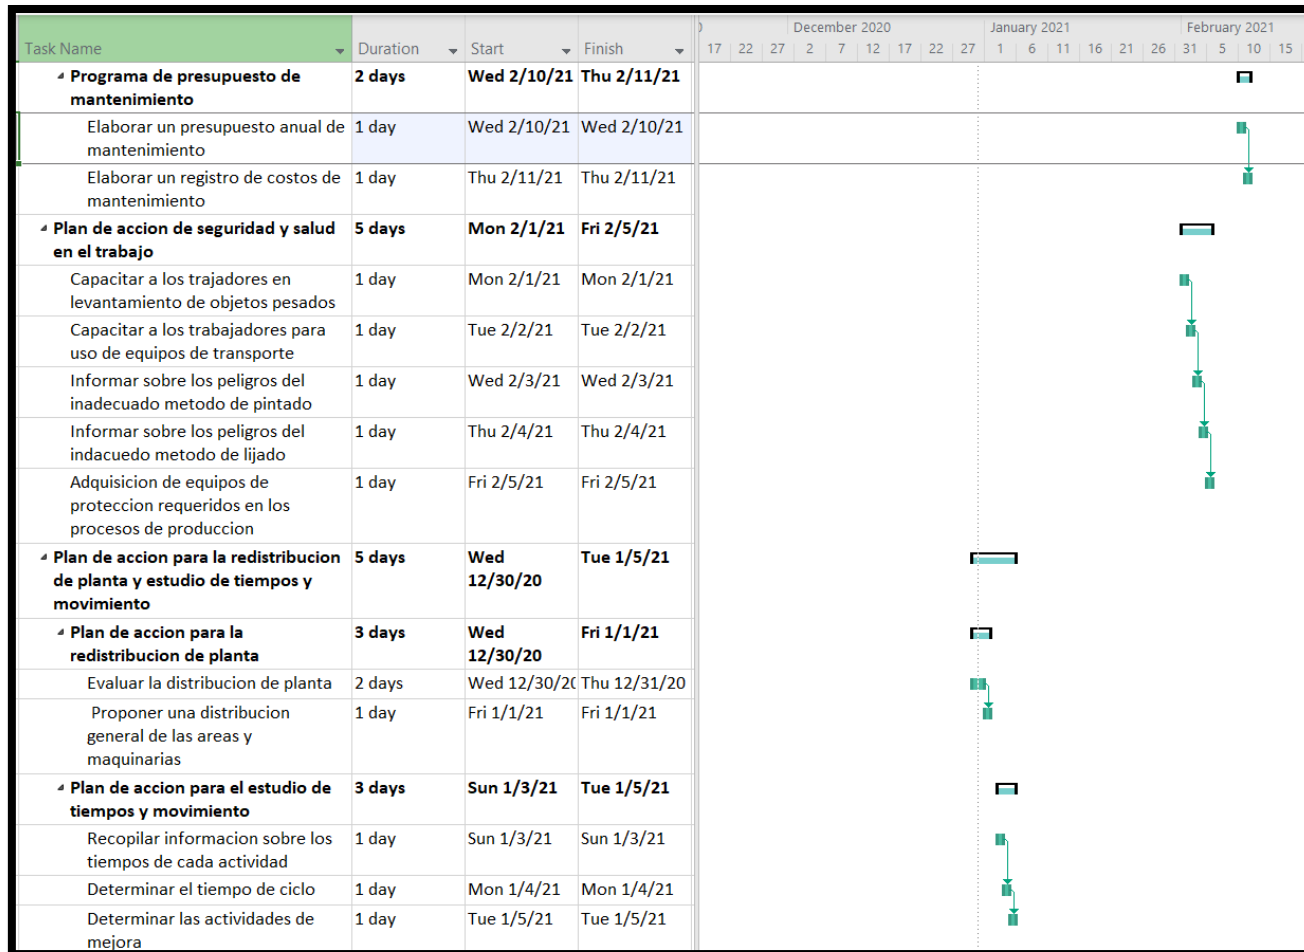 December 2020 January 2021 February 2021
Task Name Duration Start Finish 17 22 27 2 7 12 17 22 27 1 6 11 16 21 26 31 5 10 15
Programa de presupuesto de 2 days Wed 2/10/21 Thu 2/11/21
mantenimiento
Elaborar un presupuesto anual de 1 day Wed 2/10/21 Wed 2/10/21
mantenimiento
Elaborar un registro de costos de 1 day Thu 2/11/21 Thu 2/11/21
mantenimiento
Plan de accion de seguridad y salud 5 days Mon 2/1/21 Fri 2/5/21
en el trabajo
Capacitar a los trajadores en 1 day Mon 2/1/21 Mon 2/1/21
levantamiento de objetos pesados
Capacitar a los trabajadores para 1 day Tue 2/2/21 Tue 2/2/21
uso de equipos de transporte
Informar sobre los peligros del 1 day Wed 2/3/21 Wed 2/3/21
inadecuado metodo de pintado
Informar sobre los peligros del 1 day Thu 2/4/21 Thu 2/4/21
indacuedo metodo de lijado
Adquisicion de equipos de 1 day Fri 2/5/21 Fri 2/5/21
proteccion requeridos en los
procesos de produccion
Plan de accion para la redistribucion 5 days Wed Tue 1/5/21
de planta y estudio de tiempos y 12/30/20
movimiento
Plan de accion para la 3 days Wed Fri 1/1/21
redistribucion de planta 12/30/20
Evaluar la distribucion de planta 2 days Wed 12/30/20 Thu 12/31/20
Proponer una distribucion 1 day Fri 1/1/21 Fri 1/1/21
general de las areas y
maquinarias
Plan de accion para el estudio de 3 days Sun 1/3/21 Tue 1/5/21
tiempos y movimiento
Recopilar informacion sobre los 1 day Sun 1/3/21 Sun 1/3/21
tiempos de cada actividad
Determinar el tiempo de ciclo 1 day Mon 1/4/21 Mon 1/4/21
Determinar las actividades de 1 day Tue 1/5/21 Tue 1/5/21
mejora